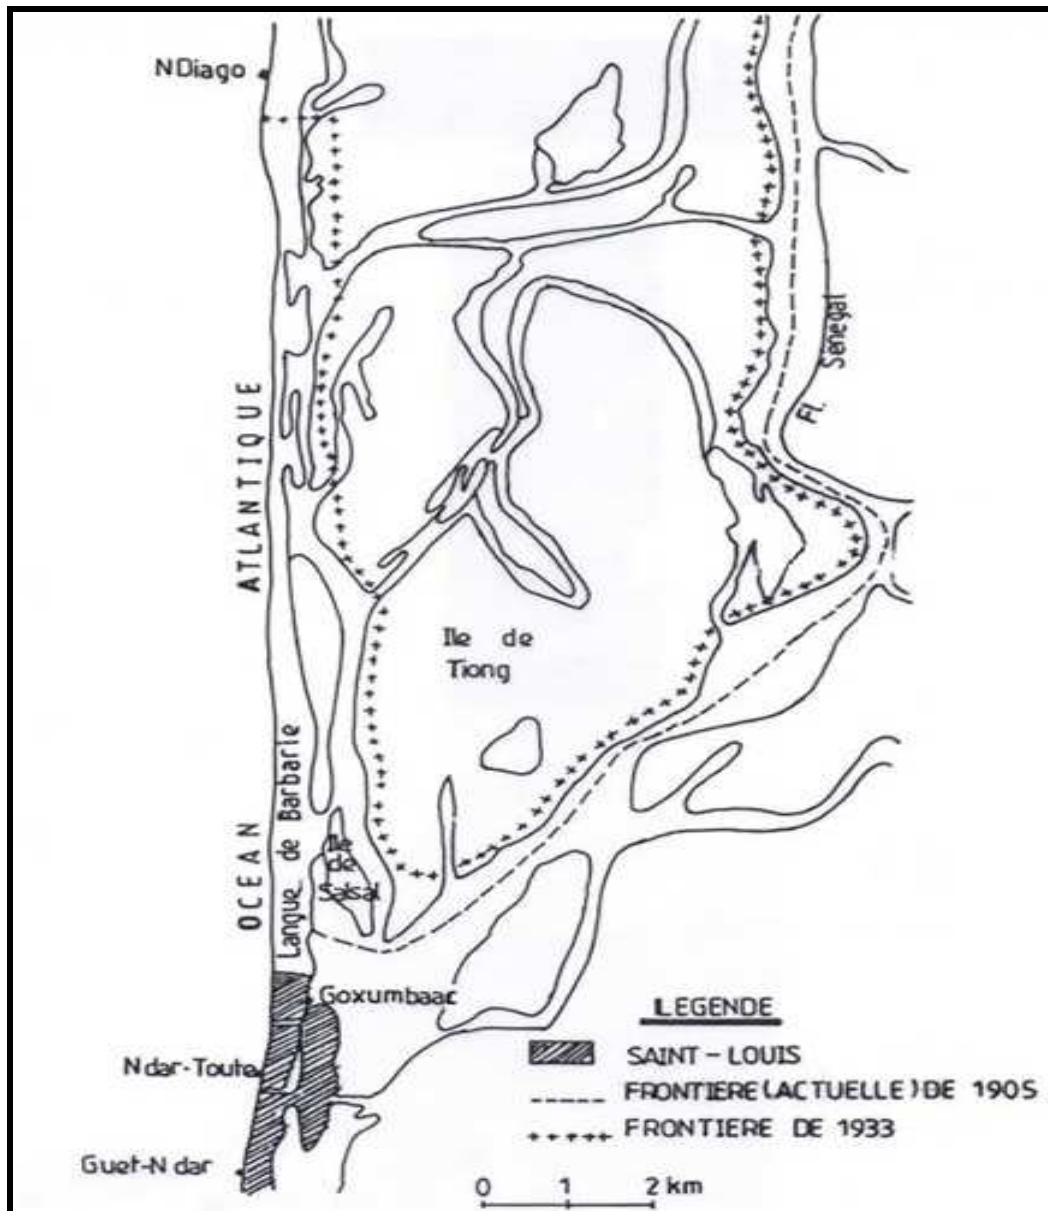 NDiago
Fl. Sénégal
OCEAN ATLANTIQUE
Ile de
Tiong
Langue de Barbarie
Ile
de
Salsal
Goxumbaac
Ndar-Toute
Guet-Ndar
LEGENDE
SAINT-LOUIS
FRONTIERE (ACTUELLE) DE 1905
FRONTIERE DE 1933
0 1 2 km